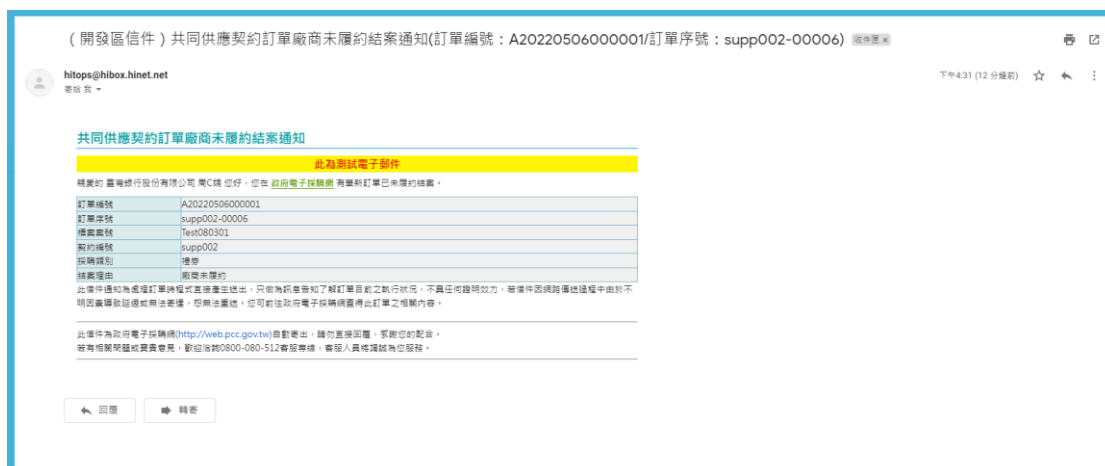 (開發區信件)共同供應契約訂單廠商未履約結案通知(訂單編號:A20220506000001/訂單序號:supp002-00006) 收件匣 ×
hitops@hibox.hinet.net
下午4:31 (12 分鐘前)
寄給 我
共同供應契約訂單廠商未履約結案通知
此為測試電子郵件
親愛的 臺灣銀行股份有限公司 周C嬌 您好,您在 政府電子採購網 有筆新訂單已未履約結案。
訂單編號 A20220506000001
訂單序號 supp002-00006
標案案號 Test080301
契約編號 supp002
採購類別 禮券
結案理由 廠商未履約
此信件通知為處理訂單時程式直接產生送出,只做為訊息告知了解訂單目前之執行狀況,不具任何證明效力,若信件因網路傳送過程中由於不
明因素導致延遲或無法寄達,恕無法重送,您可前往政府電子採購網查得此訂單之相關內容。
此信件為政府電子採購網(http://web.pcc.gov.tw)自動寄出,請勿直接回覆,感謝您的配合。
若有相關問題或寶貴意見,歡迎洽詢0800-080-512客服專線,客服人員將竭誠為您服務。
回覆 轉寄